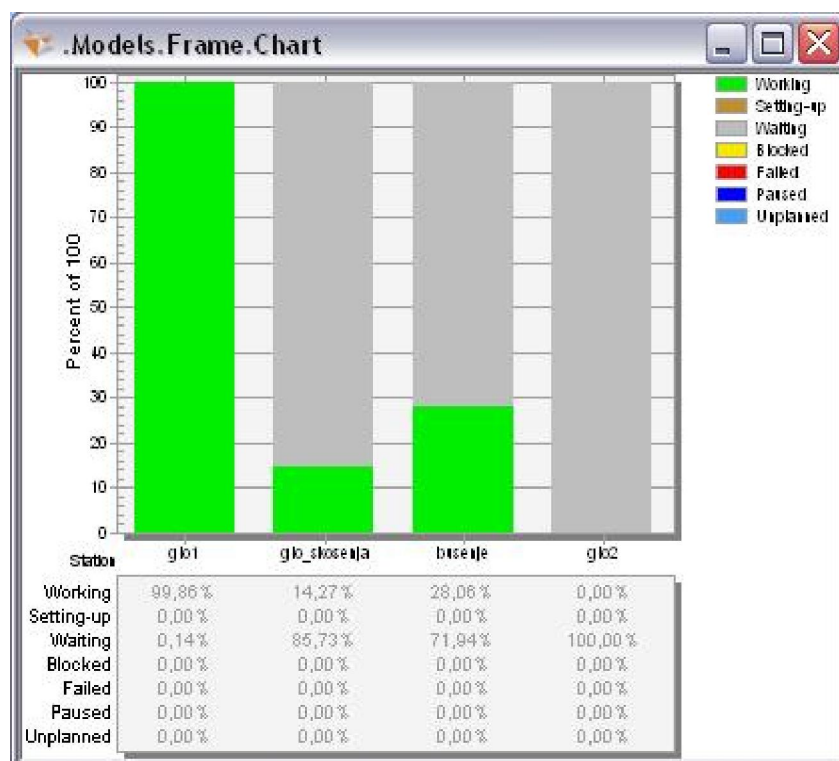 .Models.Frame.Chart
Percent of 100
100
90
80
70
60
50
40
30
20
10
0
Working
Setting-up
Waiting
Blocked
Failed
Paused
Unplanned
Station glo1 glo_skosenja busenje glo2
Working 99,86% 14,27% 28,06% 0,00%
Setting-up 0,00% 0,00% 0,00% 0,00%
Waiting 0,14% 85,73% 71,94% 100,00%
Blocked 0,00% 0,00% 0,00% 0,00%
Failed 0,00% 0,00% 0,00% 0,00%
Paused 0,00% 0,00% 0,00% 0,00%
Unplanned 0,00% 0,00% 0,00% 0,00%